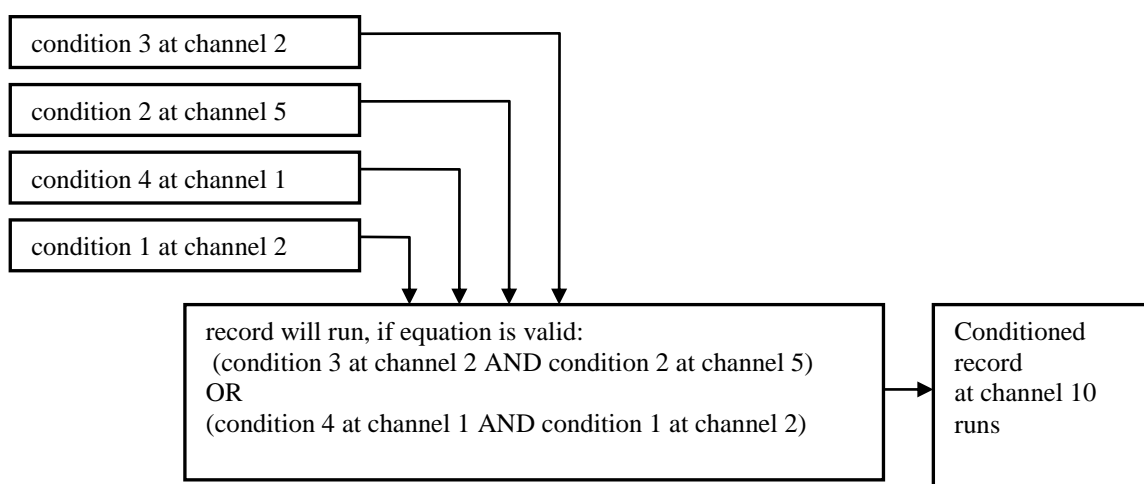 condition 3 at channel 2
condition 2 at channel 5
condition 4 at channel 1
condition 1 at channel 2
record will run, if equation is valid:
(condition 3 at channel 2 AND condition 2 at channel 5)
OR
(condition 4 at channel 1 AND condition 1 at channel 2)
Conditioned
record
at channel 10
runs